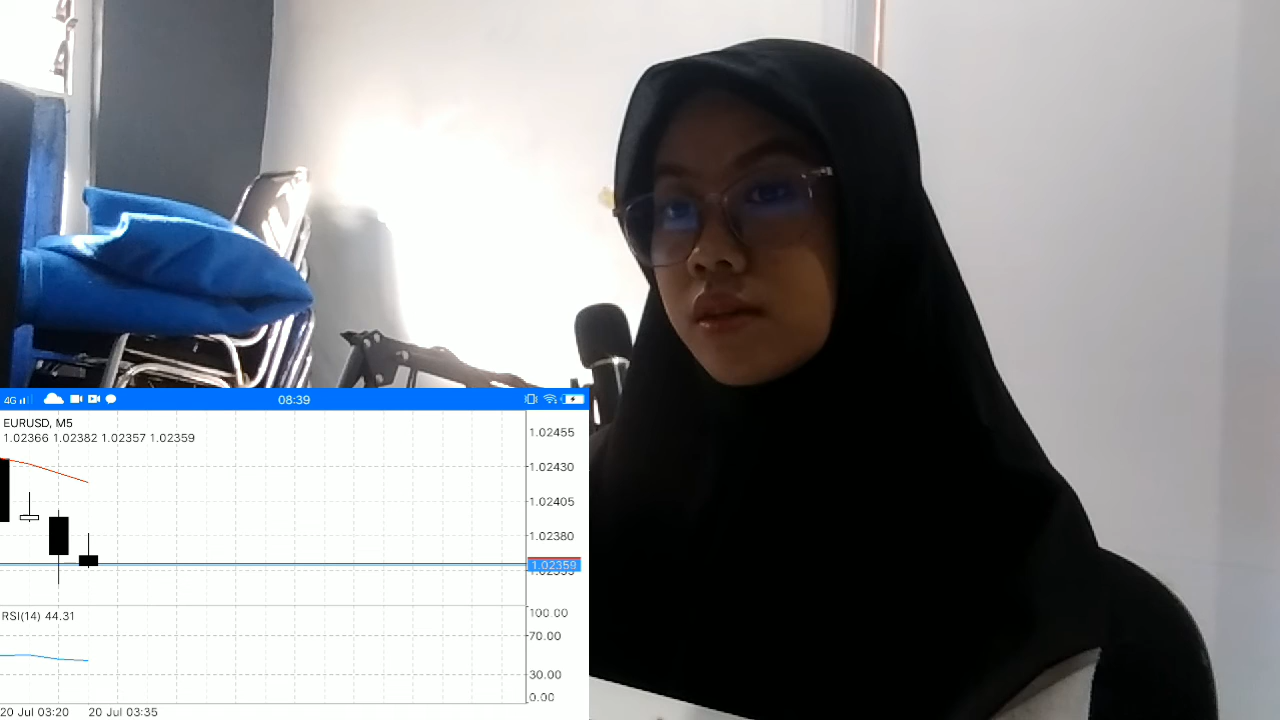 4G 08:39
EURUSD, M5
1.02366 1.02382 1.02357 1.02359
1.02455
1.02430
1.02405
1.02380
1.02359
RSI(14) 44.31
100.00
70.00
30.00
0.00
20 Jul 03:20 20 Jul 03:35